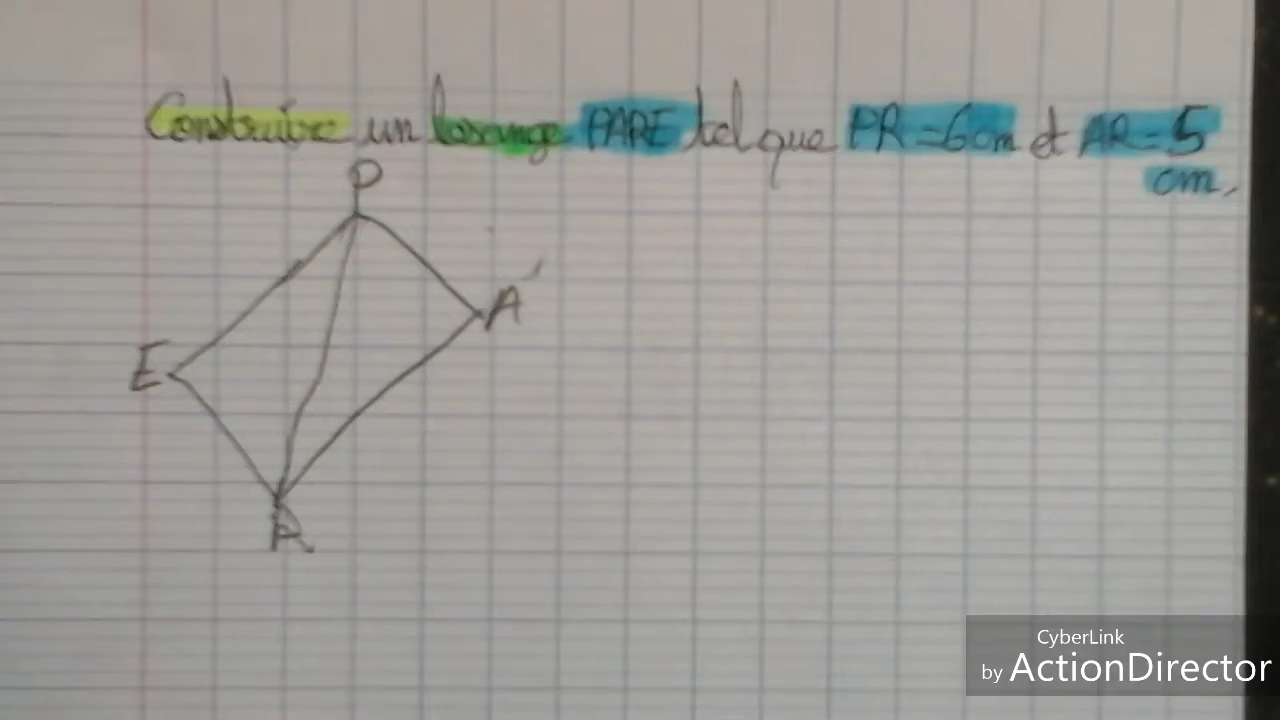 Construire un losange PARE tel que PR = 6 cm et AR = 5
cm.
P
A
E
R
CyberLink
by ActionDirector